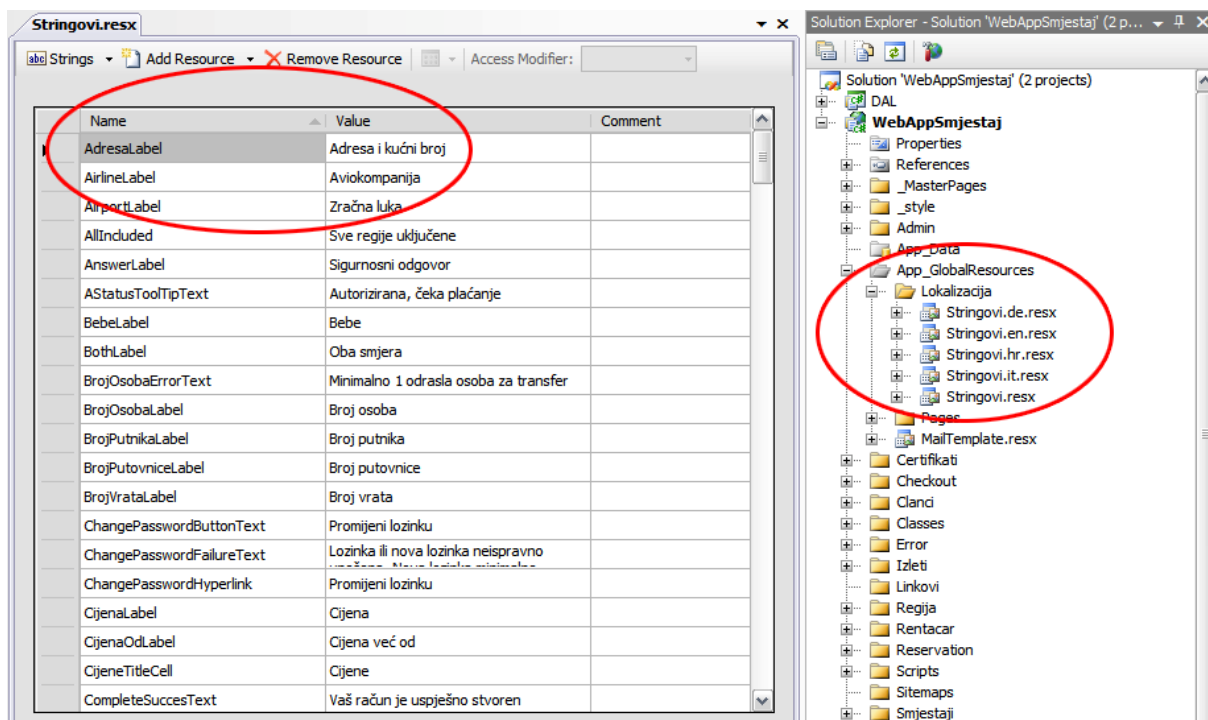 Stringovi.resx
abc Strings Add Resource Remove Resource Access Modifier:
Name Value Comment
AdresaLabel Adresa i kućni broj
AirlineLabel Aviokompanija
AirportLabel Zračna luka
AllIncluded Sve regije uključene
AnswerLabel Sigurnosni odgovor
AStatusToolTipText Autorizirana, čeka plaćanje
BebeLabel Bebe
BothLabel Oba smjera
BrojOsobaErrorText Minimalno 1 odrasla osoba za transfer
BrojOsobaLabel Broj osoba
BrojPutnikaLabel Broj putnika
BrojPutovniceLabel Broj putovnice
BrojVrataLabel Broj vrata
ChangePasswordButtonText Promijeni lozinku
ChangePasswordFailureText Lozinka ili nova lozinka neispravno
ChangePasswordHyperlink Promijeni lozinku
CijenaLabel Cijena
CijenaOdLabel Cijena već od
CijeneTitleCell Cijene
CompleteSuccesText Vaš račun je uspješno stvoren
Solution Explorer - Solution 'WebAppSmjestaj' (2 p...
Solution 'WebAppSmjestaj' (2 projects)
DAL
WebAppSmjestaj
Properties
References
_MasterPages
_style
Admin
App_Data
App_GlobalResources
Lokalizacija
Stringovi.de.resx
Stringovi.en.resx
Stringovi.hr.resx
Stringovi.it.resx
Stringovi.resx
Pages
MailTemplate.resx
Certifikati
Checkout
Clanci
Classes
Error
Izleti
Linkovi
Regija
Rentacar
Reservation
Scripts
Sitemaps
Smjestaji